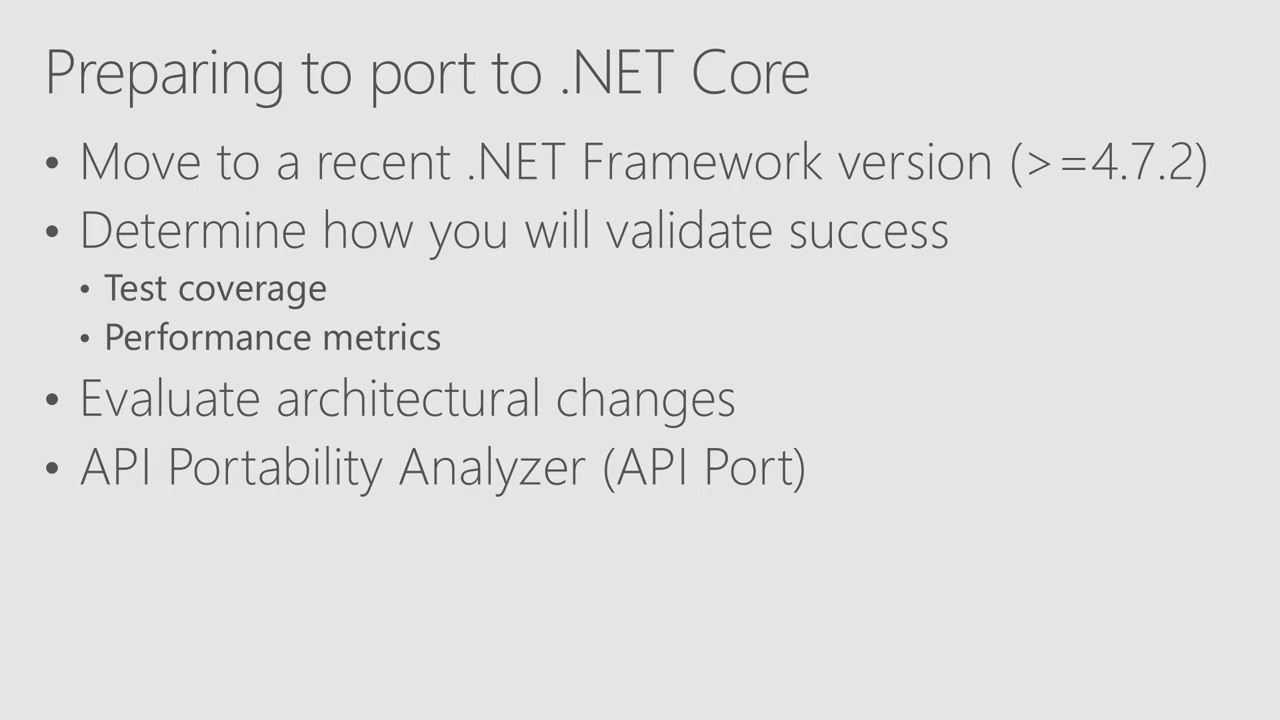 Preparing to port to .NET Core
• Move to a recent .NET Framework version (>=4.7.2)
• Determine how you will validate success
• Test coverage
• Performance metrics
• Evaluate architectural changes
• API Portability Analyzer (API Port)